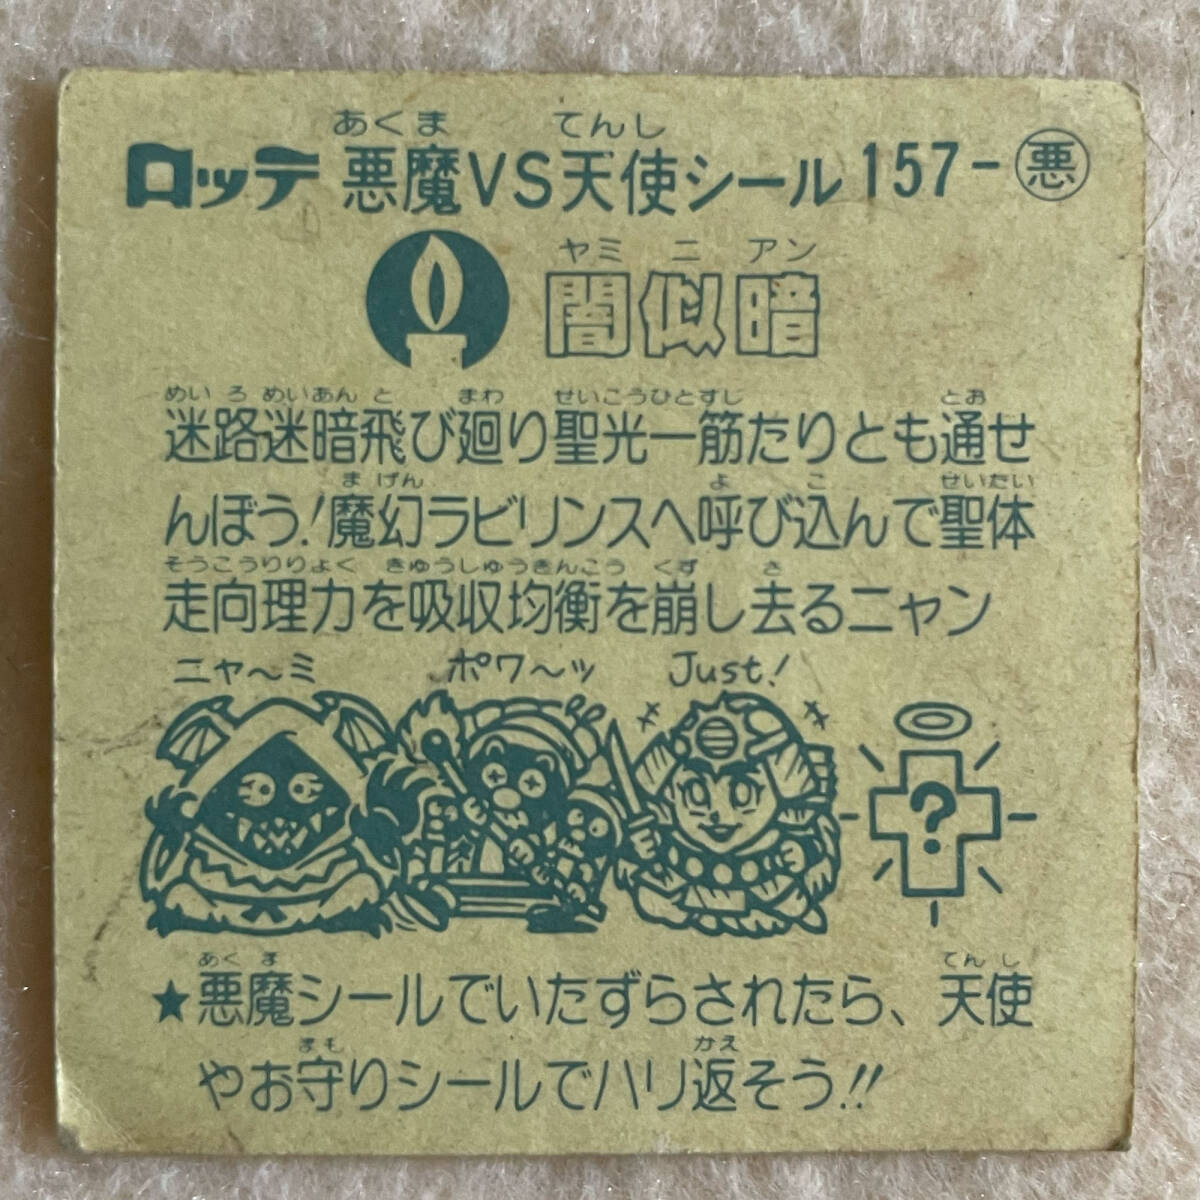 あくま てんし
ロッテ 悪魔VS天使シール 157-悪
ヤミ ニ アン
闇似暗
めい ろ めいあん と まわ せいこうひとすじ とお
迷路迷暗飛び廻り聖光一筋たりとも通せ
ま げん よ こ せいたい
んぼう!魔幻ラビリンスへ呼び込んで聖体
そうこうりりょく きゅうしゅうきんこう くず さ
走向理力を吸収均衡を崩し去るニャン
ニャ〜ミ ポワ〜ッ Just!
?
あく ま てん し
★悪魔シールでいたずらされたら、天使
まも かえ
やお守りシールでハリ返そう!!